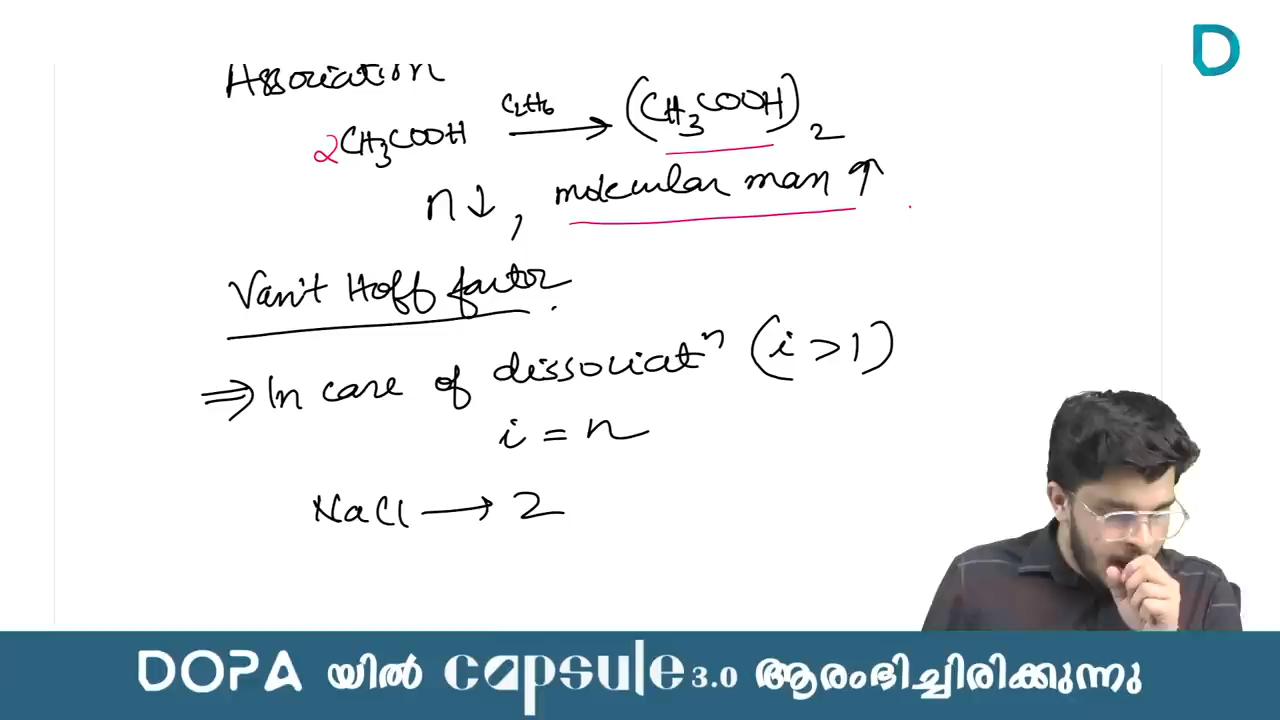 Association
2CH₃COOH C₂H₆ ⟶ (CH₃COOH)₂
n↓, molecular mass ↑
Van't Hoff factor
⇒ In case of dissociatⁿ (i > 1)
i = n
NaCl ⟶ 2
DOPA യിൽ capsule 3.0 ആരംഭിച്ചിരിക്കുന്നു